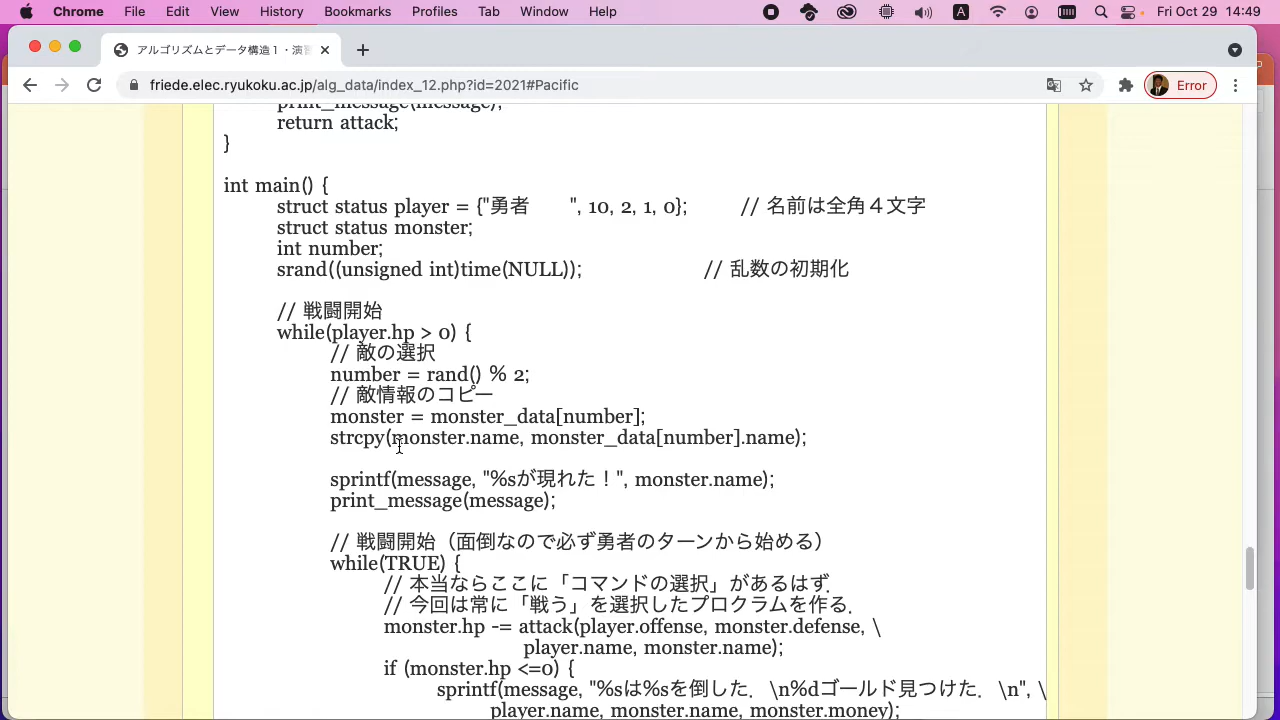 Chrome File Edit View History Bookmarks Profiles Tab Window Help A Fri Oct 29 14:49
アルゴリズムとデータ構造１・演習
friede.elec.ryukoku.ac.jp/alg_data/index_12.php?id=2021#Pacific Error
print_message(message);
return attack;
}
int main() {
struct status player = {"勇者　　", 10, 2, 1, 0}; // 名前は全角４文字
struct status monster;
int number;
srand((unsigned int)time(NULL)); // 乱数の初期化
// 戦闘開始
while(player.hp > 0) {
// 敵の選択
number = rand() % 2;
// 敵情報のコピー
monster = monster_data[number];
strcpy(monster.name, monster_data[number].name);
sprintf(message, "%sが現れた！", monster.name);
print_message(message);
// 戦闘開始（面倒なので必ず勇者のターンから始める）
while(TRUE) {
// 本当ならここに「コマンドの選択」があるはず．
// 今回は常に「戦う」を選択したプロクラムを作る．
monster.hp -= attack(player.offense, monster.defense, \
player.name, monster.name);
if (monster.hp <=0) {
sprintf(message, "%sは%sを倒した．\n%dゴールド見つけた．\n", \
player.name, monster.name, monster.money);